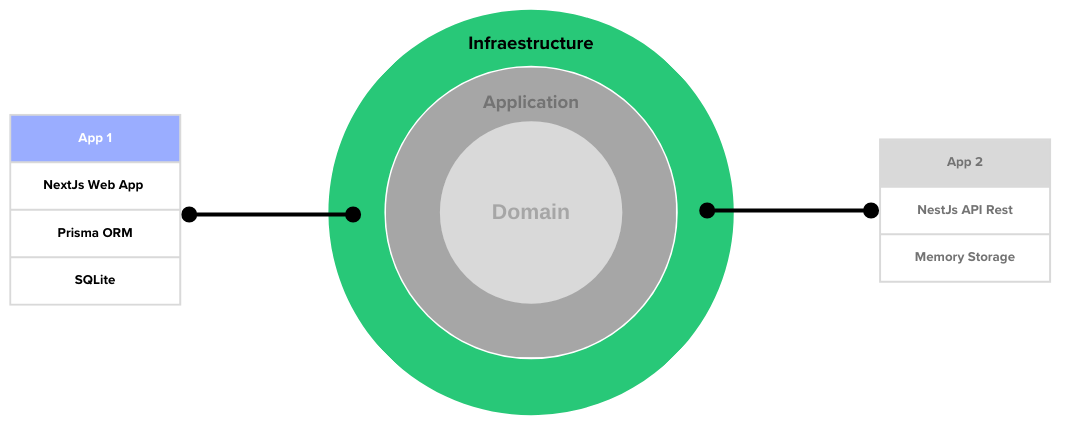 Infraestructure
Application
Domain
App 1
NextJs Web App
Prisma ORM
SQLite
App 2
NestJs API Rest
Memory Storage